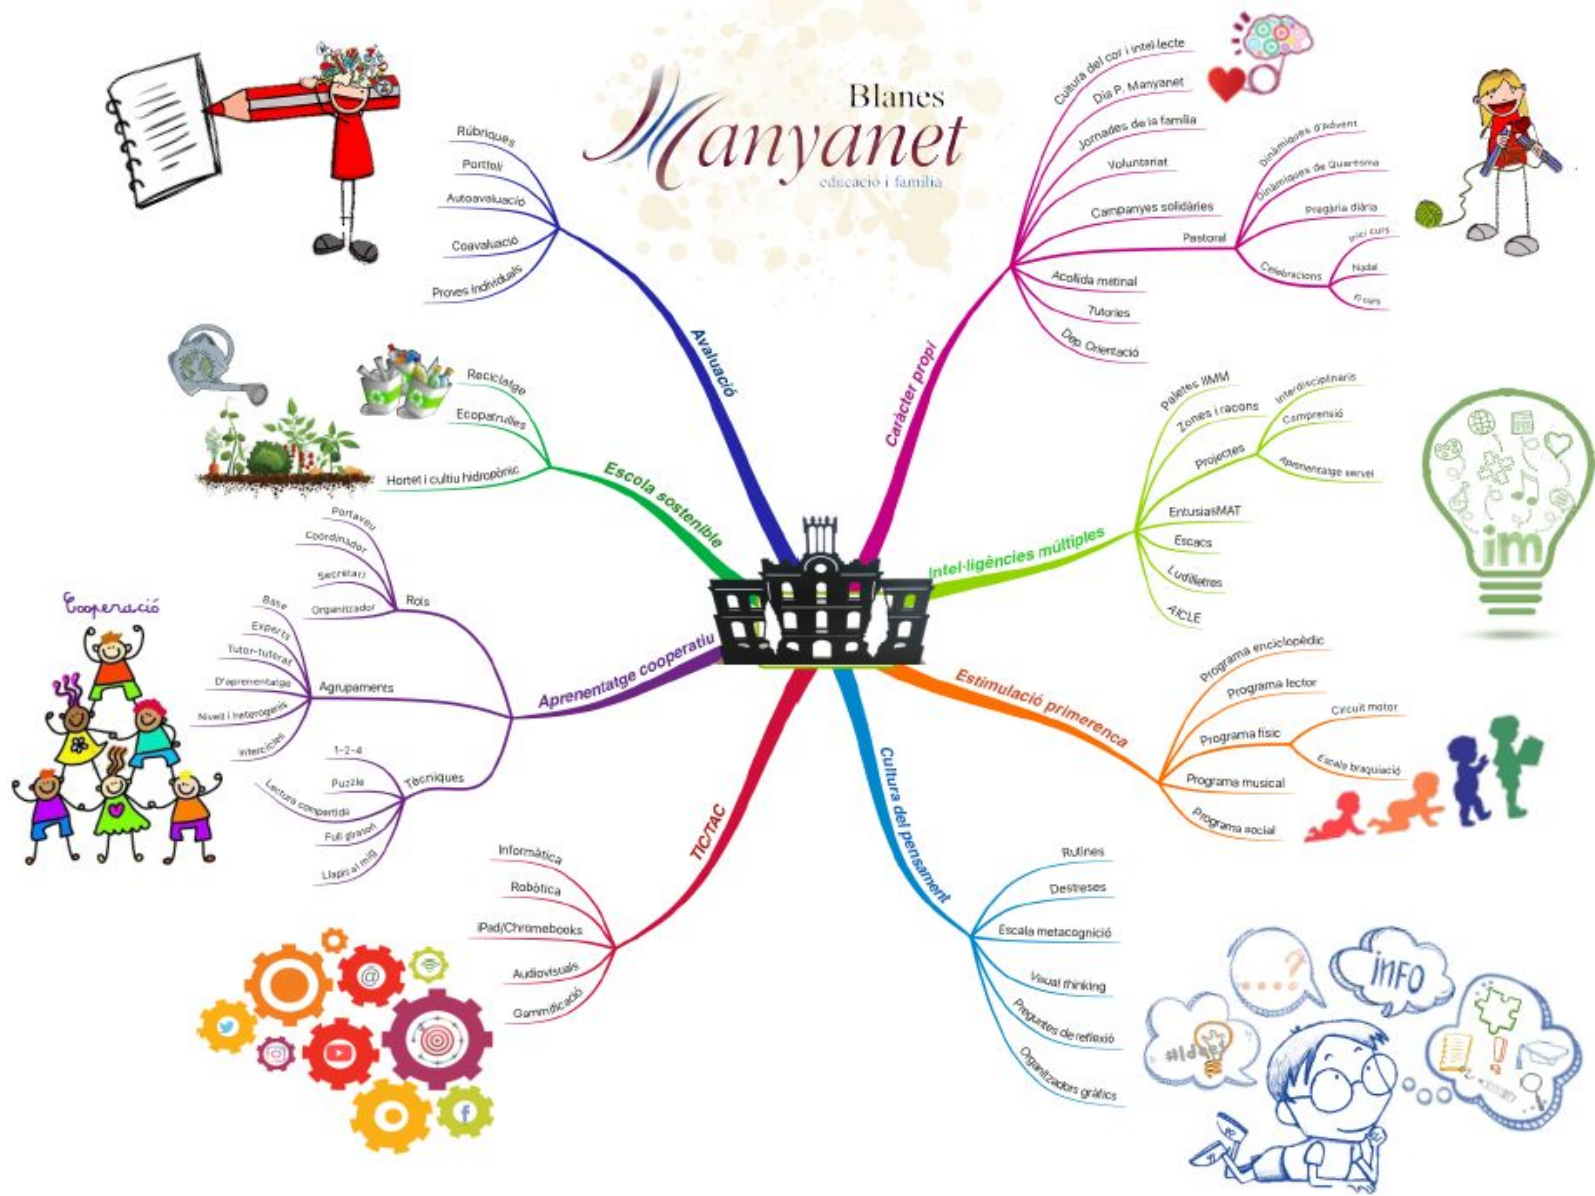 Blanes
Manyanet
educació i família
Avaluació
Rúbriques
Portfoli
Autoavaluació
Coavaluació
Proves individuals
Caràcter propi
Cultura del cor i intel·lecte
Dia P. Manyanet
Jornades de la família
Voluntariat
Campanyes solidàries
Pastoral
Dinàmiques d'Advent
Dinàmiques de Quaresma
Pregària diària
Celebracions
Inici curs
Nadal
Fi curs
Acollida matinal
Tutories
Dep. Orientació
Escola sostenible
Reciclatge
Ecopatrulles
Hortet i cultiu hidropònic
Intel·ligències múltiples
Paletes IIMM
Zones i racons
Projectes
Interdisciplinaris
Comprensió
Aprenentatge servei
EntusiasMAT
Escacs
Ludilletres
AICLE
im
Aprenentatge cooperatiu
Rols
Portaveu
Coordinador
Secretari
Organitzador
Agrupaments
Base
Experts
Tutor-tutorat
D'aprenentatge
Nivell i heterogenis
Intercicles
Tècniques
1-2-4
Puzzle
Lectura compartida
Full giratori
Llapis al mig
Cooperació
Estimulació primerenca
Programa enciclopèdic
Programa lector
Programa físic
Circuit motor
Escala braquiació
Programa musical
Programa social
TIC/TAC
Informàtica
Robòtica
iPad/Chromebooks
Audiovisuals
Gammificació
Cultura del pensament
Rutines
Destreses
Escala metacognició
Visual thinking
Preguntes de reflexió
Organitzadors gràfics
?
iNFO
#Idea!
!
@
f